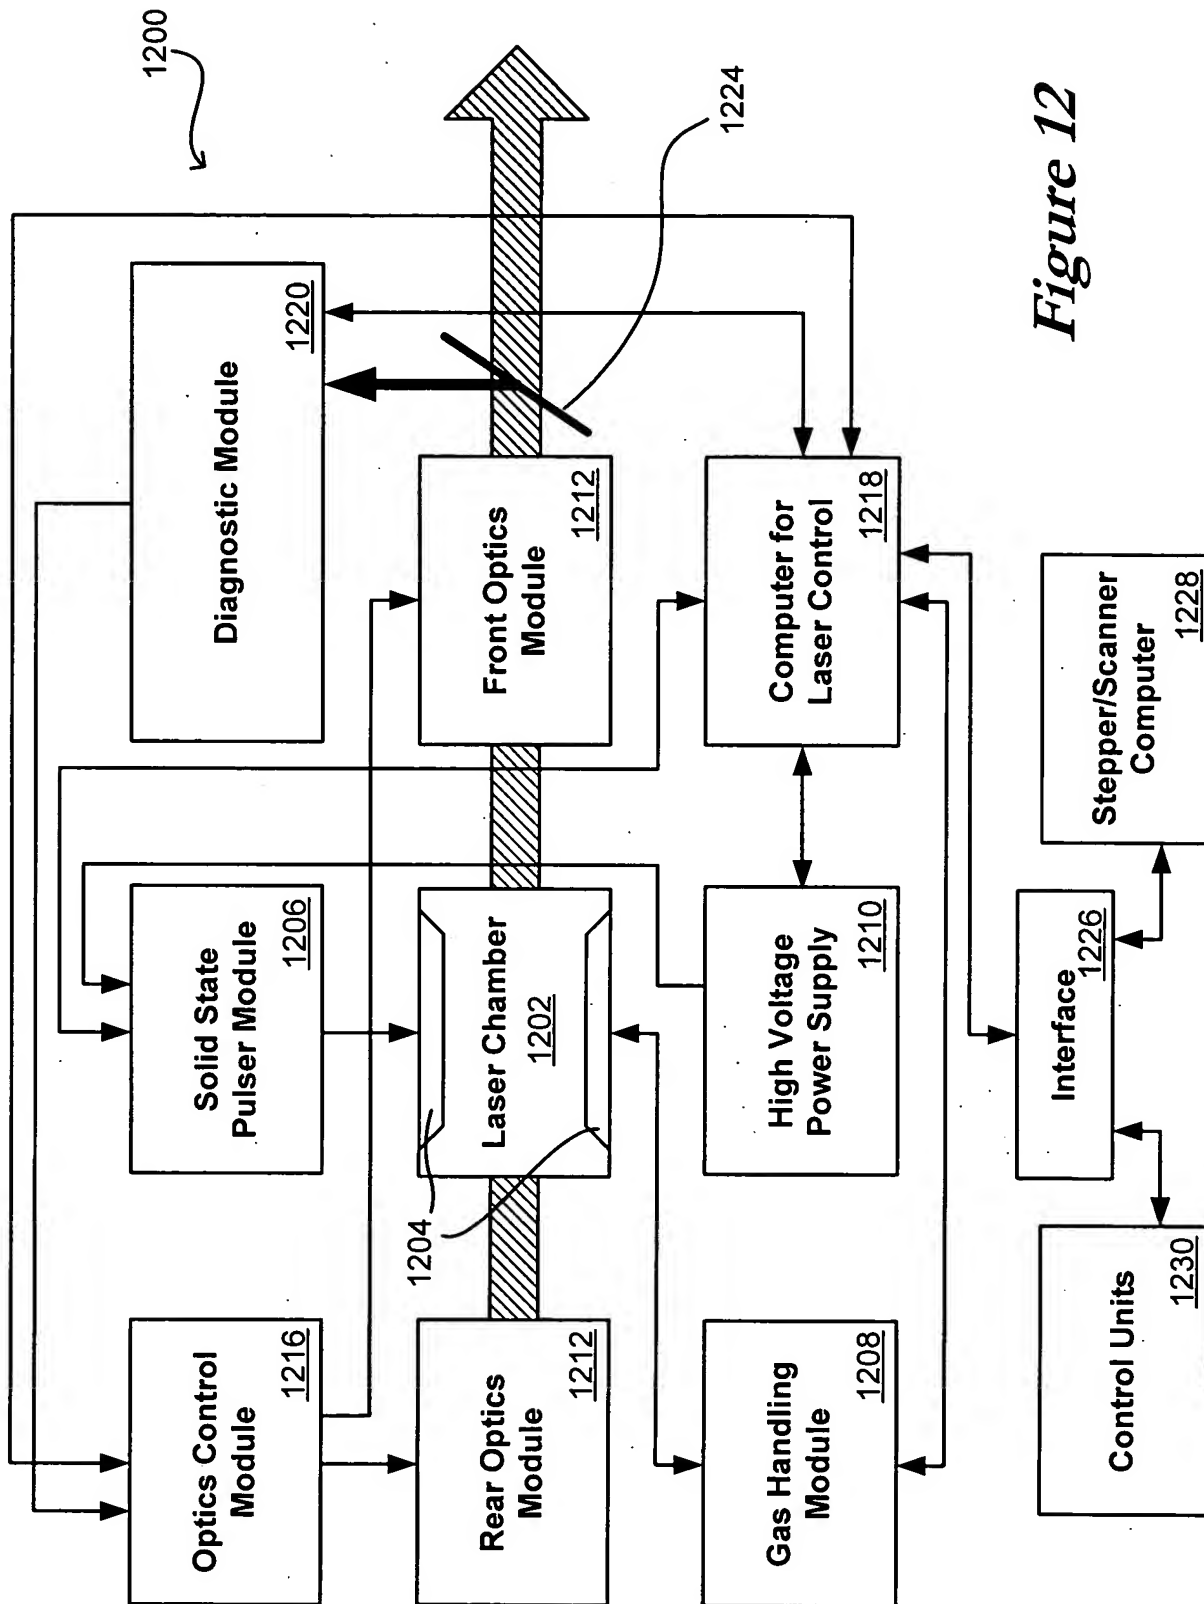 1200
Optics Control
Module
1216
Solid State
Pulser Module
1206
Diagnostic Module
1220
Rear Optics
Module
1212
1204
Laser Chamber
1202
Front Optics
Module
1212
1224
Gas Handling
Module
1208
High Voltage
Power Supply
1210
Computer for
Laser Control
1218
Interface
1226
Control Units
1230
Stepper/Scanner
Computer
1228
Figure 12